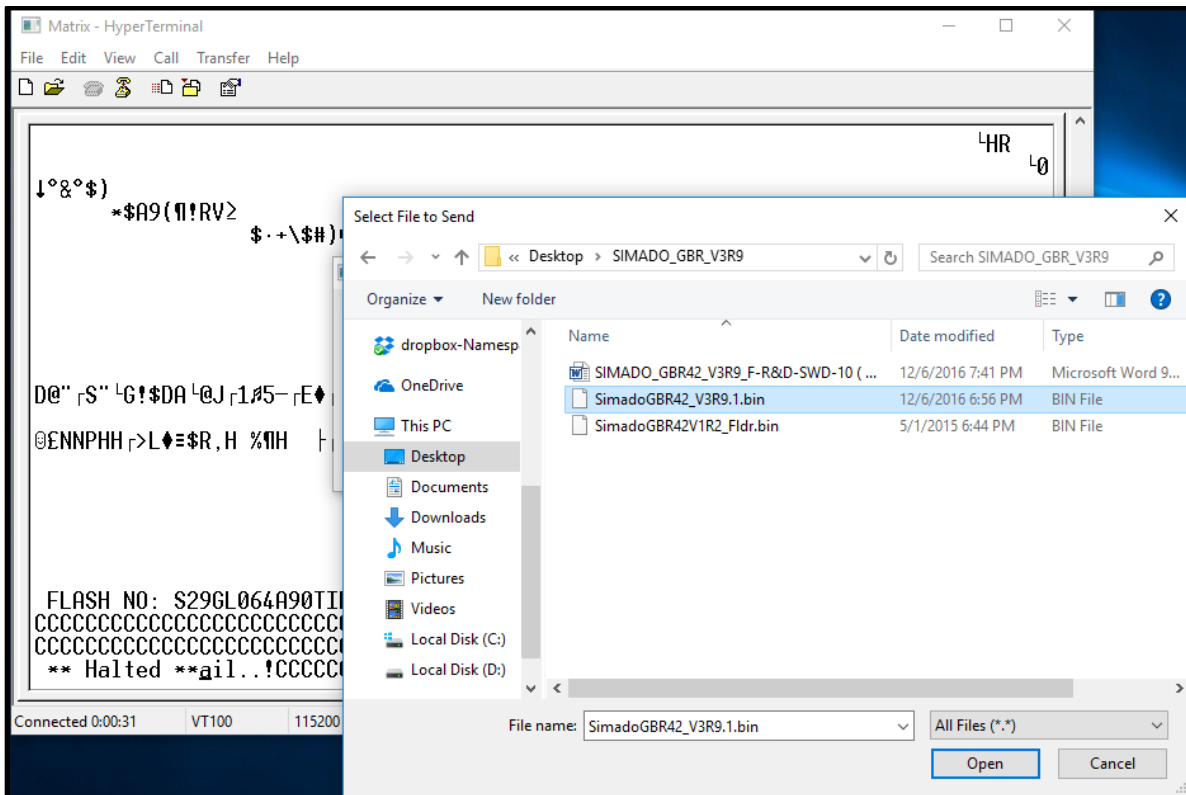 Matrix - HyperTerminal
File Edit View Call Transfer Help
└HR
└0
↓°&°$)
*$A9(¶!RV≥
$·+\$#)
D@"┌S"└G!$DA└@J┌1♬5─┌E♦
☺£NNPHH┌>L♦≡$R,H %¶H ├
FLASH NO: S29GL064A90TI
CCCCCCCCCCCCCCCCCCCCCCCC
CCCCCCCCCCCCCCCCCCCCCCCC
** Halted **ail..!CCCCC
Connected 0:00:31 VT100 115200
Select File to Send
« Desktop > SIMADO_GBR_V3R9
Search SIMADO_GBR_V3R9
Organize New folder
Name Date modified Type
SIMADO_GBR42_V3R9_F-R&D-SWD-10 ( ... 12/6/2016 7:41 PM Microsoft Word 9...
SimadoGBR42_V3R9.1.bin 12/6/2016 6:56 PM BIN File
SimadoGBR42V1R2_Fldr.bin 5/1/2015 6:44 PM BIN File
dropbox-Namesp
OneDrive
This PC
Desktop
Documents
Downloads
Music
Pictures
Videos
Local Disk (C:)
Local Disk (D:)
File name: SimadoGBR42_V3R9.1.bin All Files (*.*)
Open Cancel